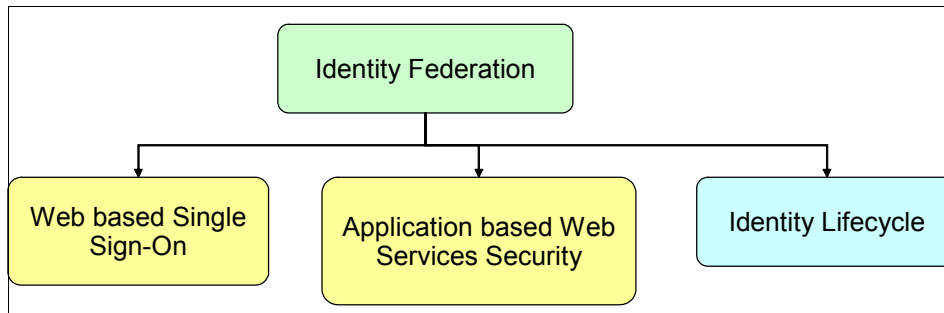 Identity Federation
Web based Single
Sign-On
Application based Web
Services Security
Identity Lifecycle